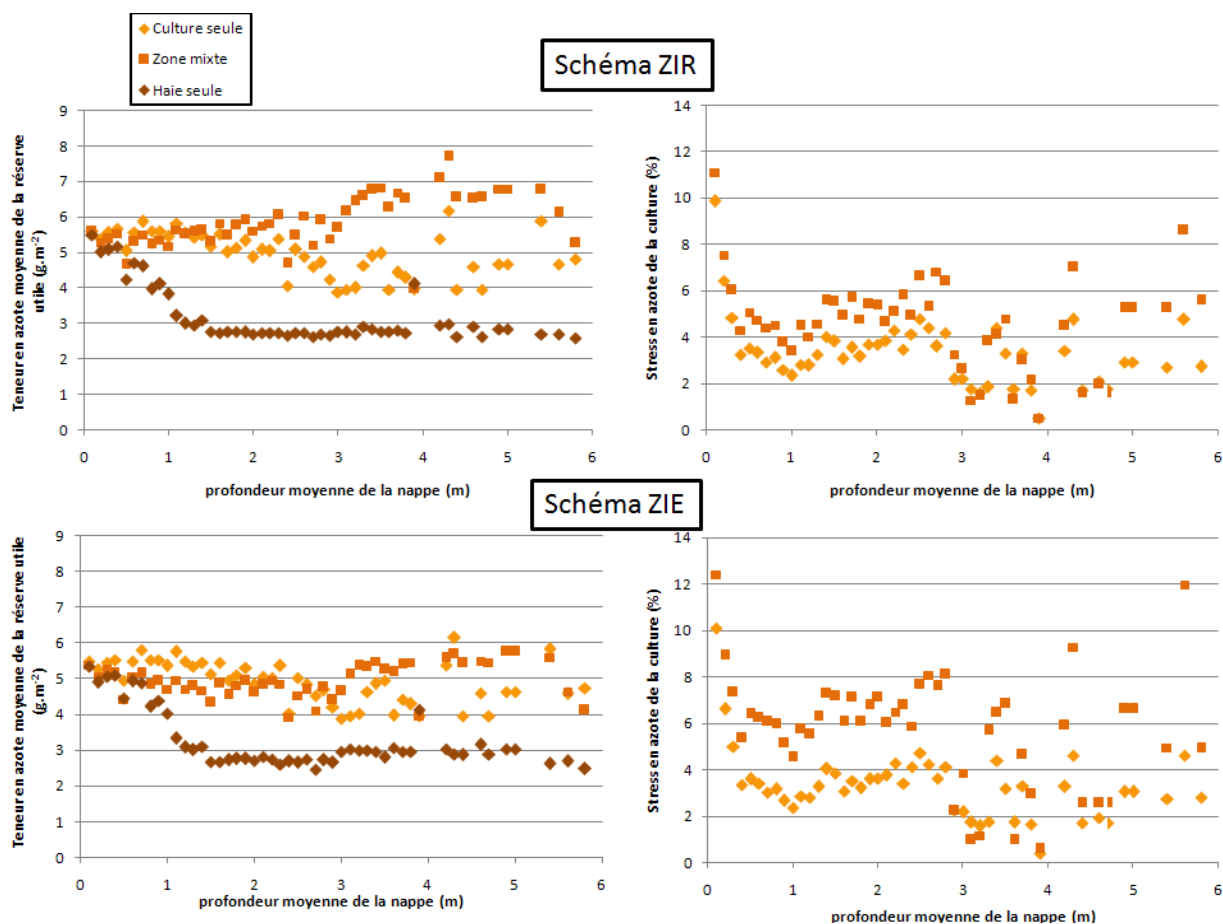 Culture seule
Zone mixte
Haie seule
Schéma ZIR
Teneur en azote moyenne de la réserve
utile (g.m-2)
9
8
7
6
5
4
3
2
1
0
0 1 2 3 4 5 6
profondeur moyenne de la nappe (m)
Stress en azote de la culture (%)
14
12
10
8
6
4
2
0
0 1 2 3 4 5 6
profondeur moyenne de la nappe (m)
Schéma ZIE
Teneur en azote moyenne de la réserve utile
(g.m-2)
9
8
7
6
5
4
3
2
1
0
0 1 2 3 4 5 6
profondeur moyenne de la nappe (m)
Stress en azote de la culture (%)
14
12
10
8
6
4
2
0
0 1 2 3 4 5 6
profondeur moyenne de la nappe (m)